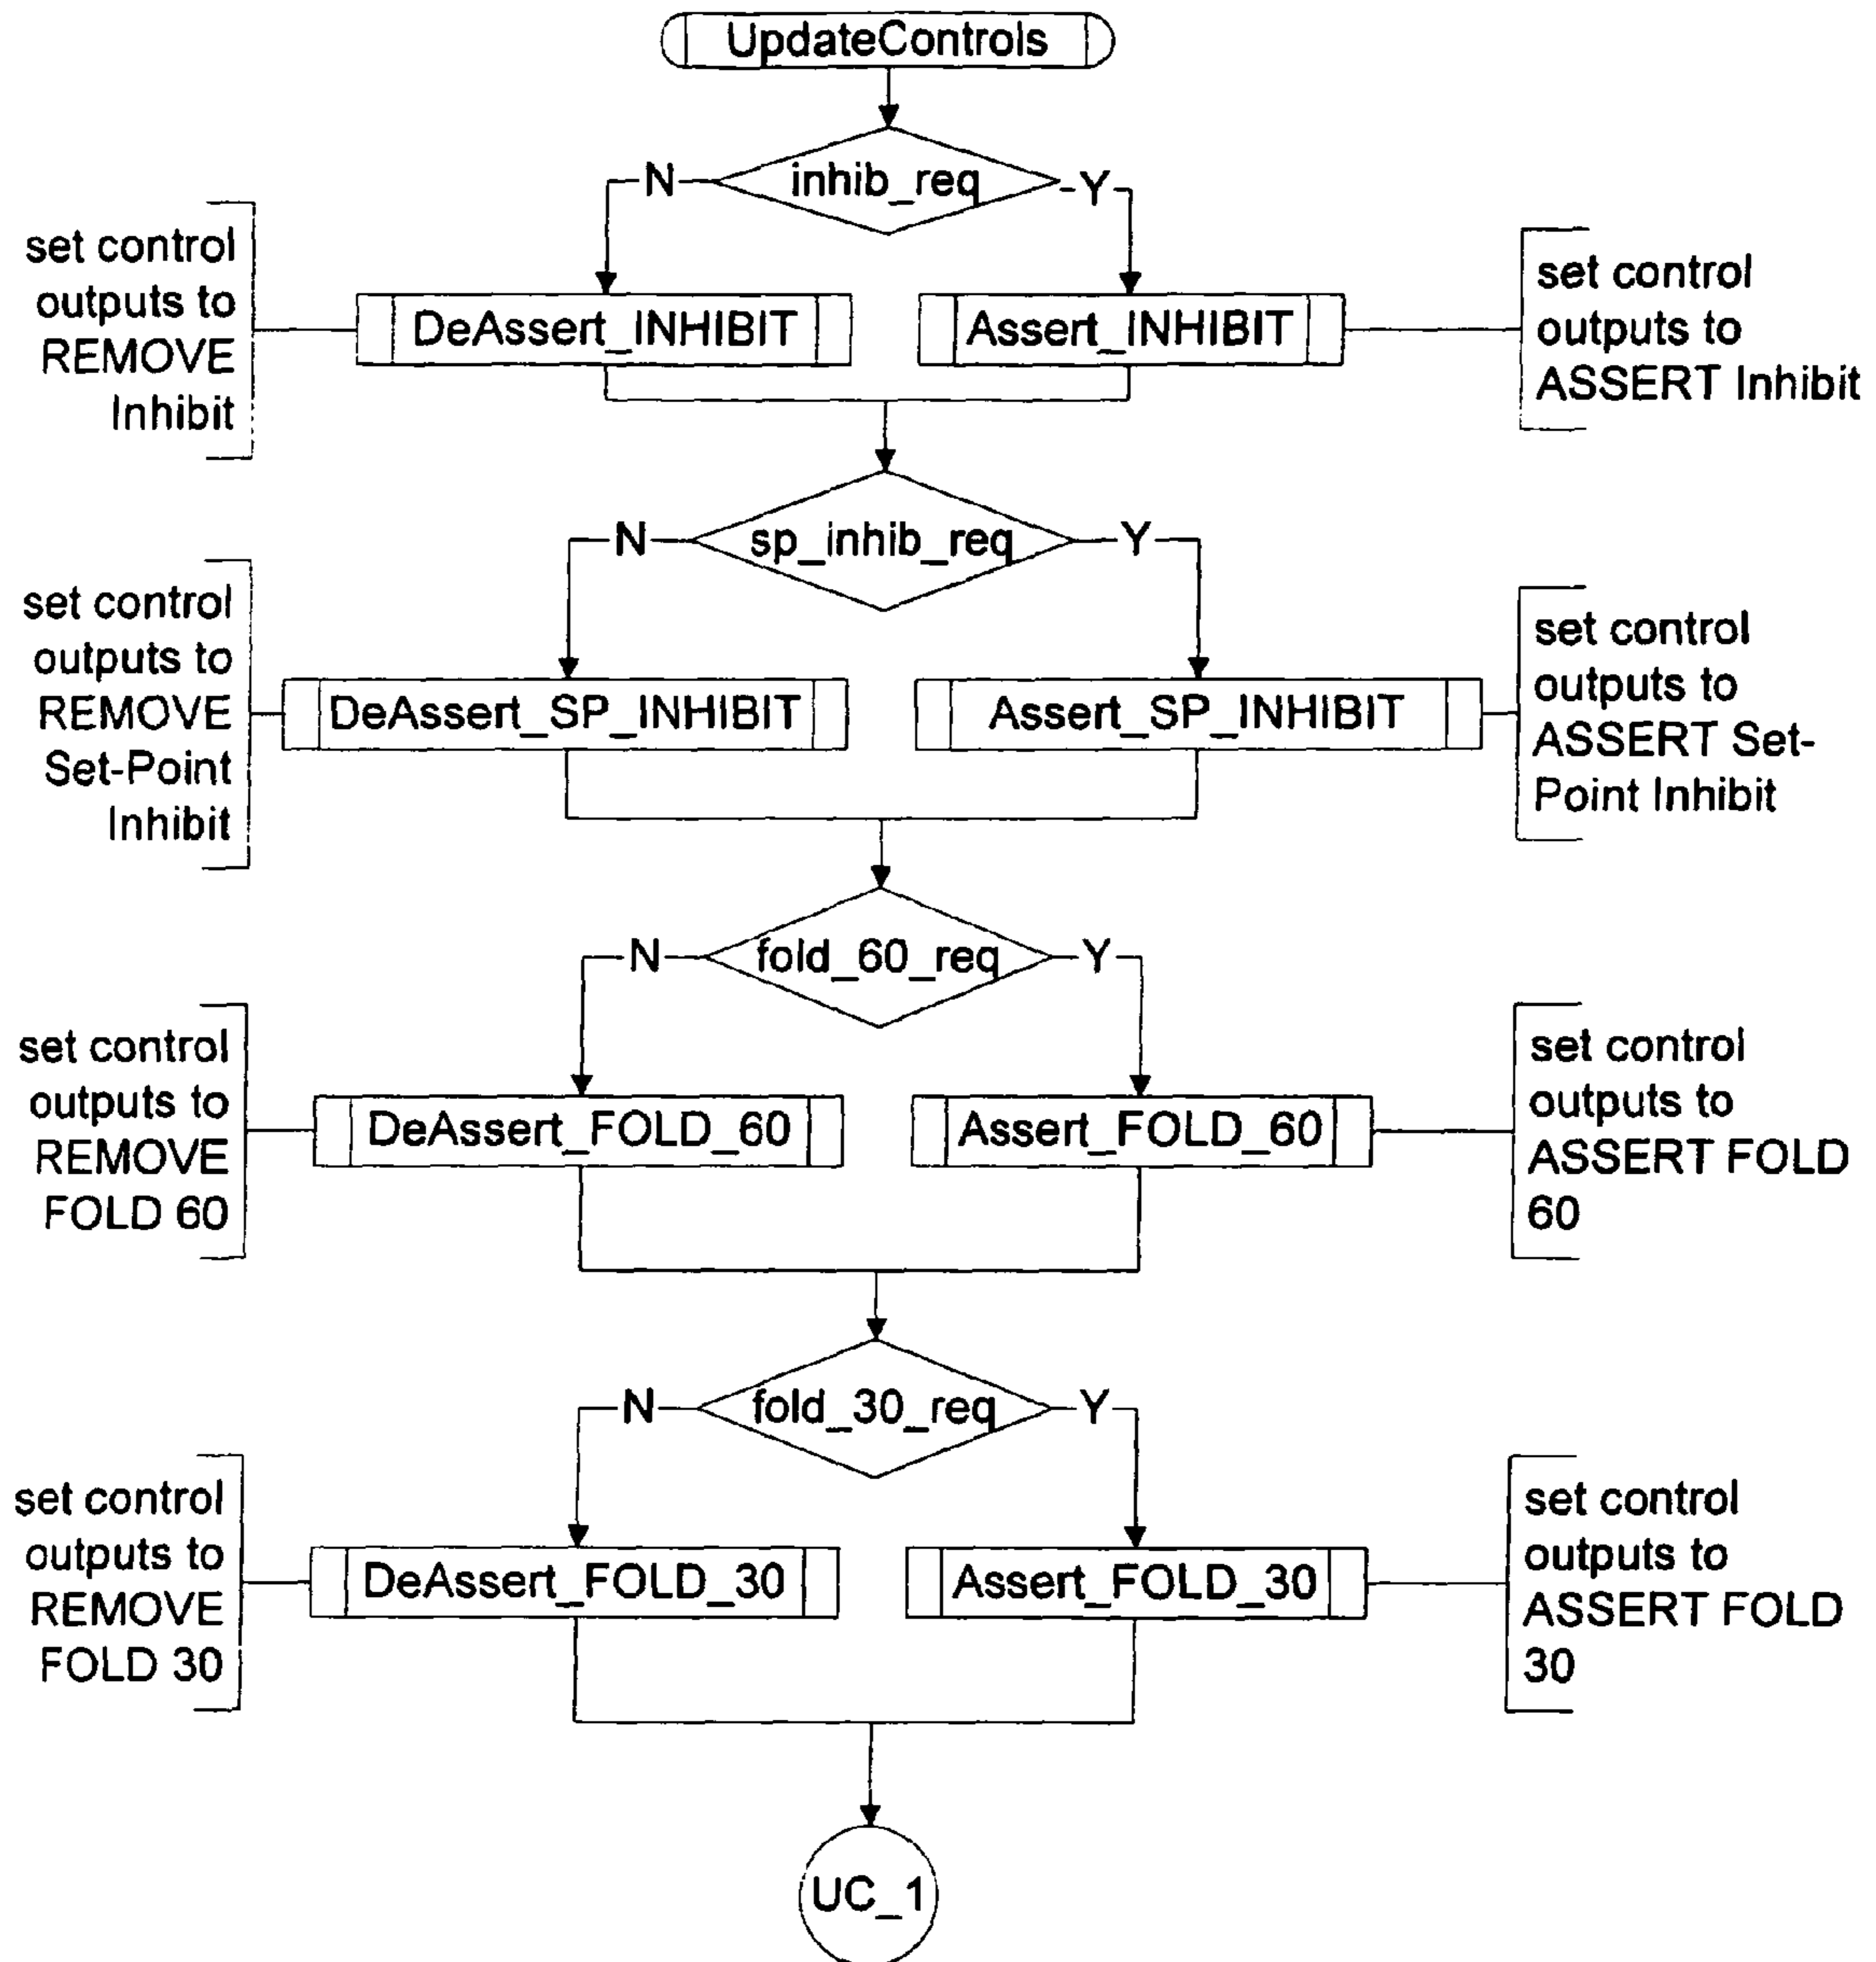 UpdateControls
inhib_req
N
Y
set control
outputs to
REMOVE
Inhibit
DeAssert_INHIBIT
Assert_INHIBIT
set control
outputs to
ASSERT Inhibit
sp_inhib_req
N
Y
set control
outputs to
REMOVE
Set-Point
Inhibit
DeAssert_SP_INHIBIT
Assert_SP_INHIBIT
set control
outputs to
ASSERT Set-
Point Inhibit
fold_60_req
N
Y
set control
outputs to
REMOVE
FOLD 60
DeAssert_FOLD_60
Assert_FOLD_60
set control
outputs to
ASSERT FOLD
60
fold_30_req
N
Y
set control
outputs to
REMOVE
FOLD 30
DeAssert_FOLD_30
Assert_FOLD_30
set control
outputs to
ASSERT FOLD
30
UC_1